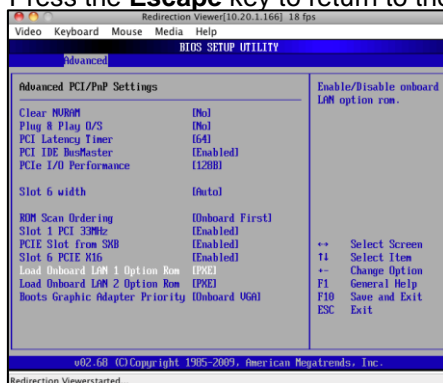 Press the Escape key to return to the
Redirection Viewer[10.20.1.166] 18 fps
Video Keyboard Mouse Media Help
BIOS SETUP UTILITY
Advanced
Advanced PCI/PnP Settings
Clear NVRAM [No]
Plug & Play O/S [No]
PCI Latency Timer [64]
PCI IDE BusMaster [Enabled]
PCIe I/O Performance [128B]
Slot 6 width [Auto]
ROM Scan Ordering [Onboard First]
Slot 1 PCI 33MHz [Enabled]
PCIE Slot from SXB [Enabled]
Slot 6 PCIE X16 [Enabled]
Load Onboard LAN 1 Option Rom [PXE]
Load Onboard LAN 2 Option Rom [PXE]
Boots Graphic Adapter Priority [Onboard VGA]
Enable/Disable onboard
LAN option rom.
↔ Select Screen
↑↓ Select Item
+- Change Option
F1 General Help
F10 Save and Exit
ESC Exit
v02.68 (C)Copyright 1985-2009, American Megatrends, Inc.
Redirection Viewerstarted...